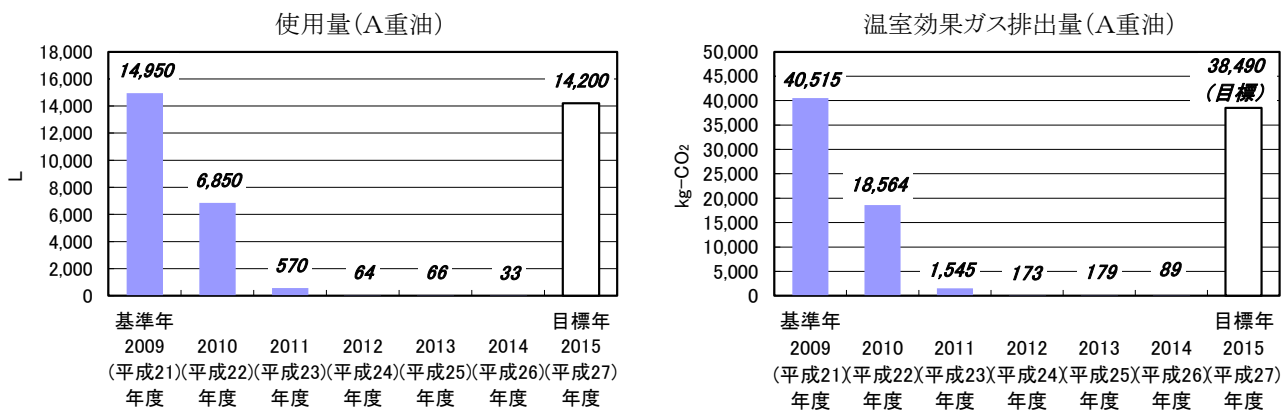 使用量(A重油)
18,000
16,000
14,000
12,000
10,000
8,000
6,000
4,000
2,000
0
L
14,950
6,850
570
64
66
33
14,200
基準年
目標年
2009 2010 2011 2012 2013 2014 2015
(平成21)(平成22)(平成23)(平成24)(平成25)(平成26)(平成27)
年度 年度 年度 年度 年度 年度 年度
温室効果ガス排出量(A重油)
50,000
45,000
40,000
35,000
30,000
25,000
20,000
15,000
10,000
5,000
0
kg-CO₂
40,515
18,564
1,545
173
179
89
38,490
(目標)
基準年
目標年
2009 2010 2011 2012 2013 2014 2015
(平成21)(平成22)(平成23)(平成24)(平成25)(平成26)(平成27)
年度 年度 年度 年度 年度 年度 年度